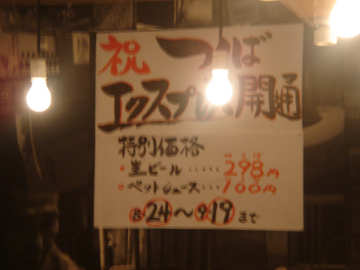 祝 つくば
エクスプレス開通
特別価格
・生ビール・・・・・298円
・ペットジュース・・・100円
8/24〜9/19まで